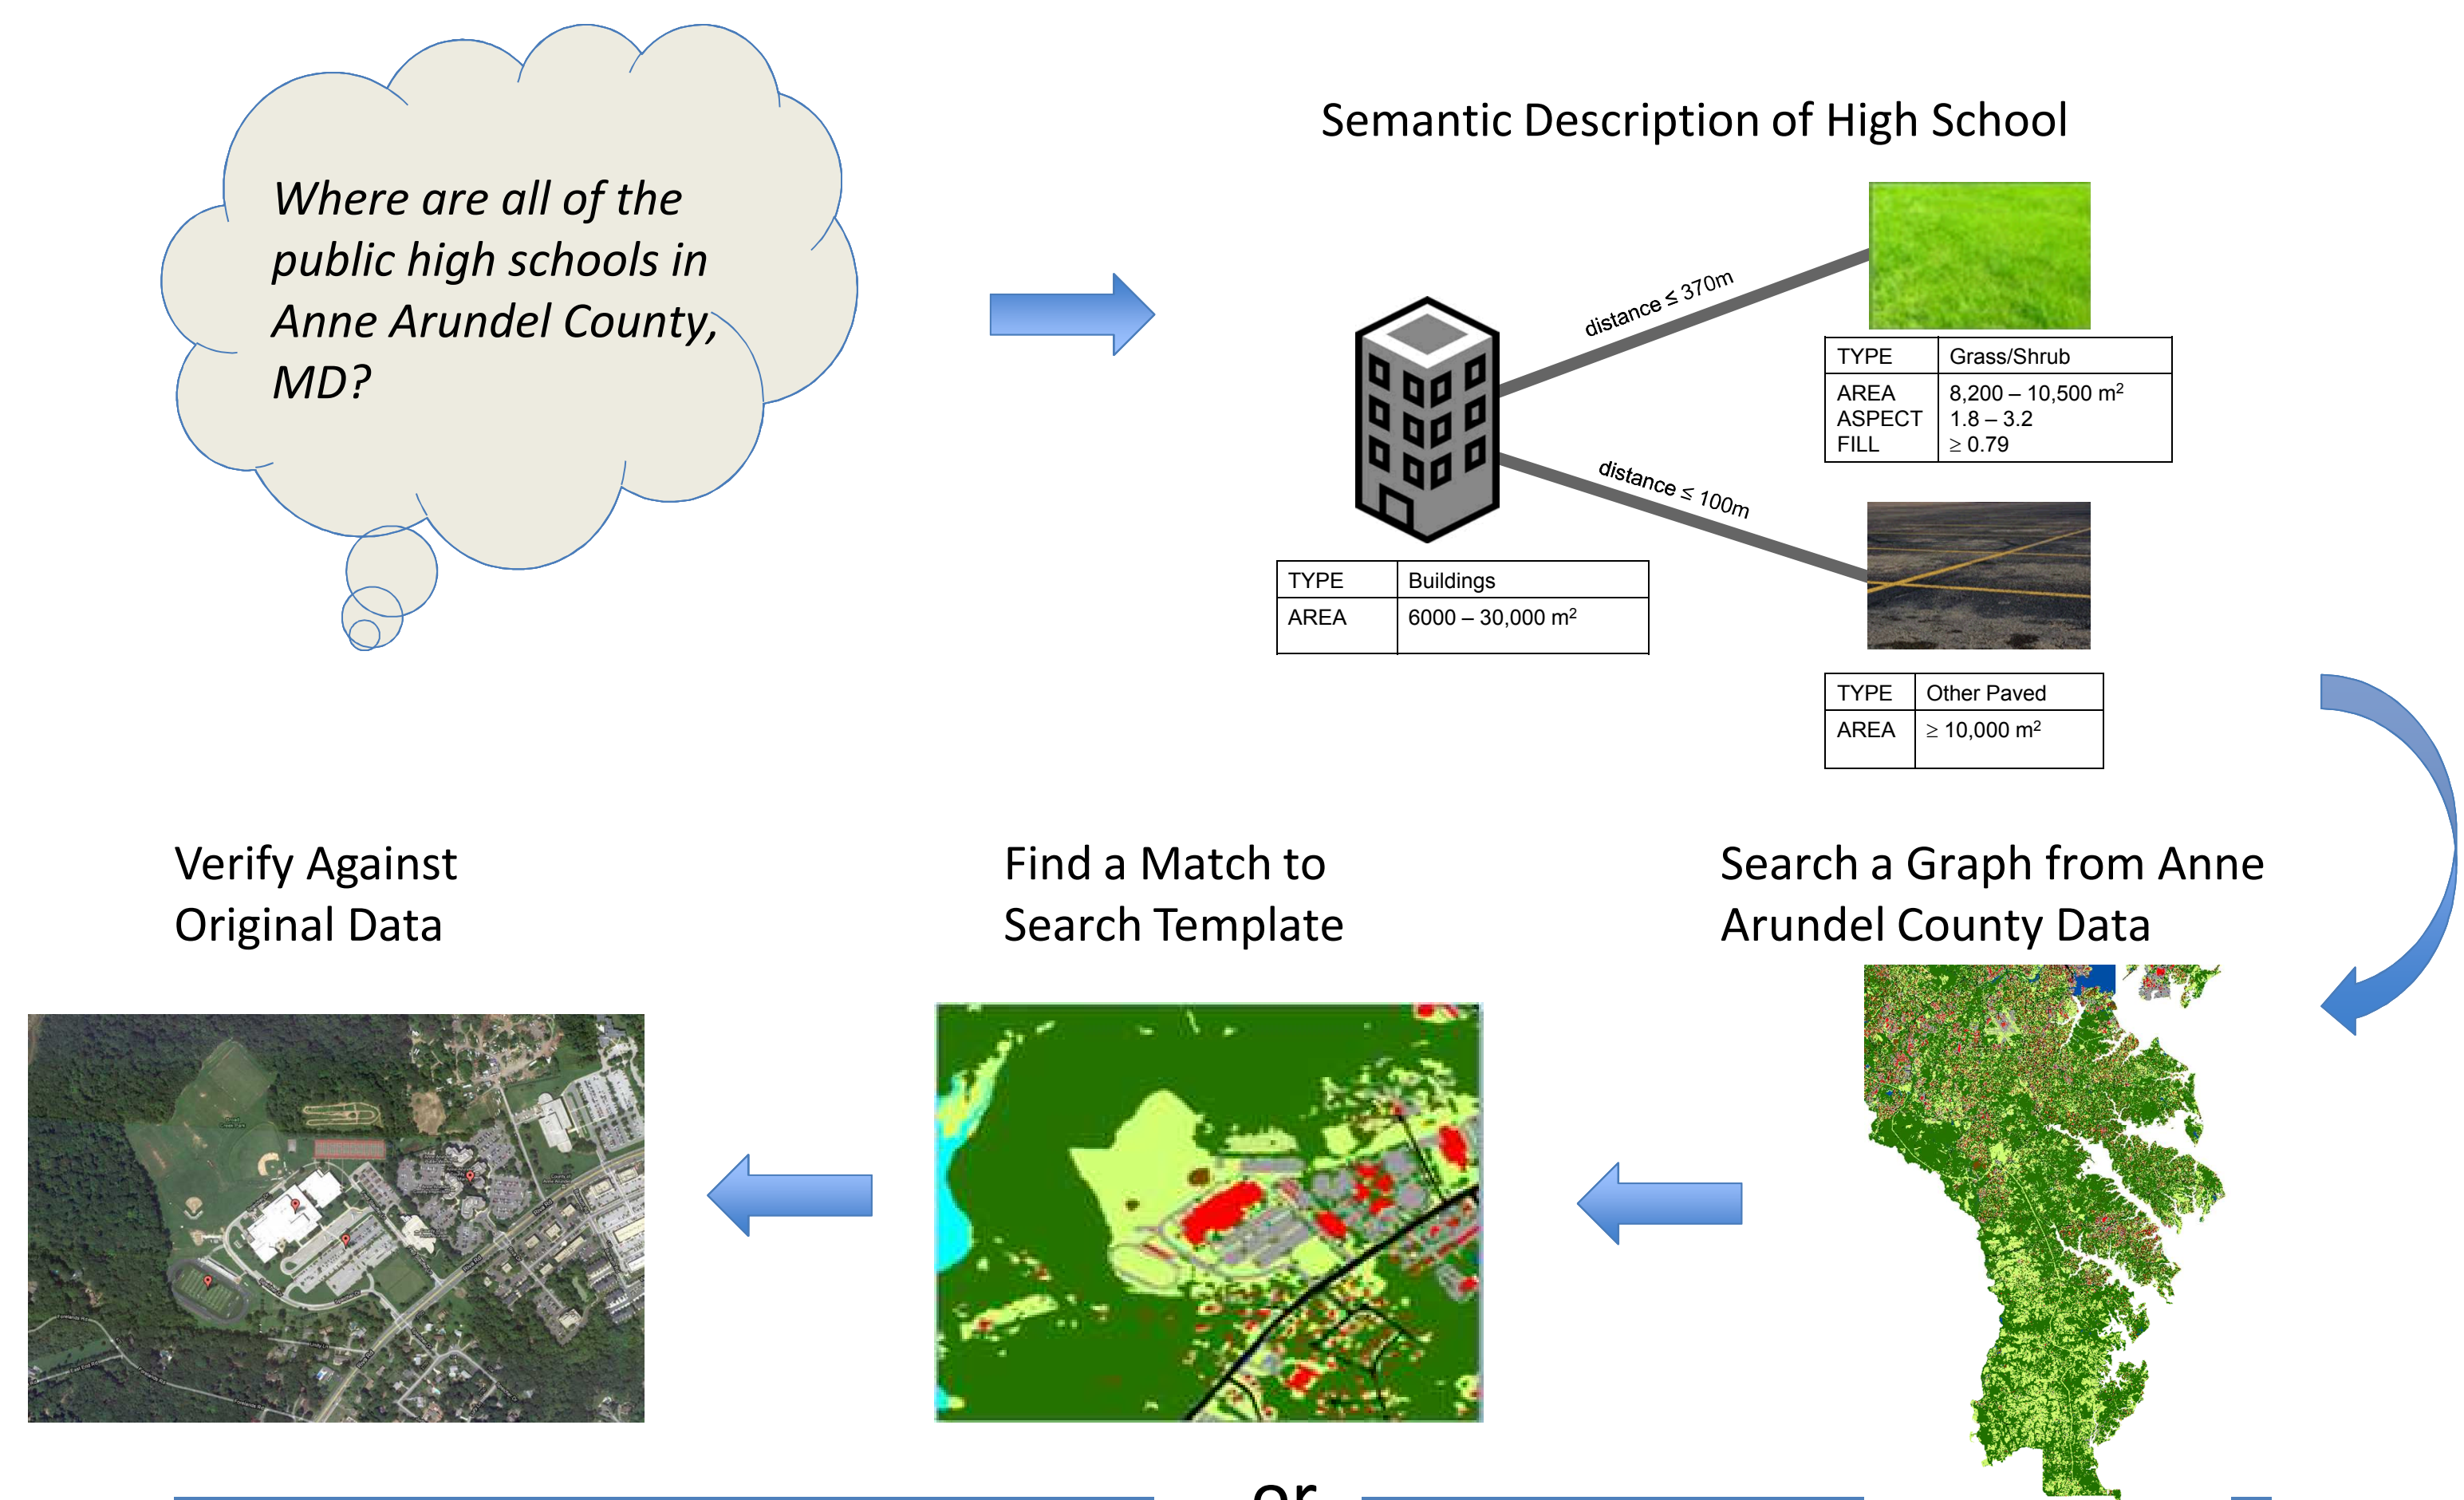 Where are all of the
public high schools in
Anne Arundel County,
MD?
Semantic Description of High School
distance ≤ 370m
TYPE Grass/Shrub
AREA 8,200 – 10,500 m²
ASPECT 1.8 – 3.2
FILL ≥ 0.79
distance ≤ 100m
TYPE Buildings
AREA 6000 – 30,000 m²
TYPE Other Paved
AREA ≥ 10,000 m²
Verify Against
Original Data
Find a Match to
Search Template
Search a Graph from Anne
Arundel County Data
or